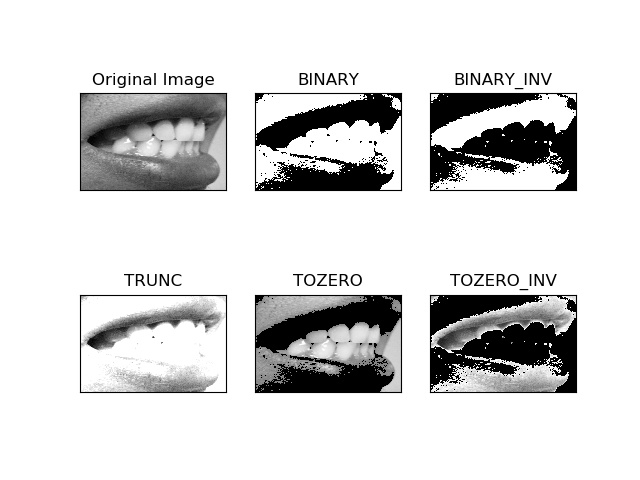 Original Image
BINARY
BINARY_INV
TRUNC
TOZERO
TOZERO_INV